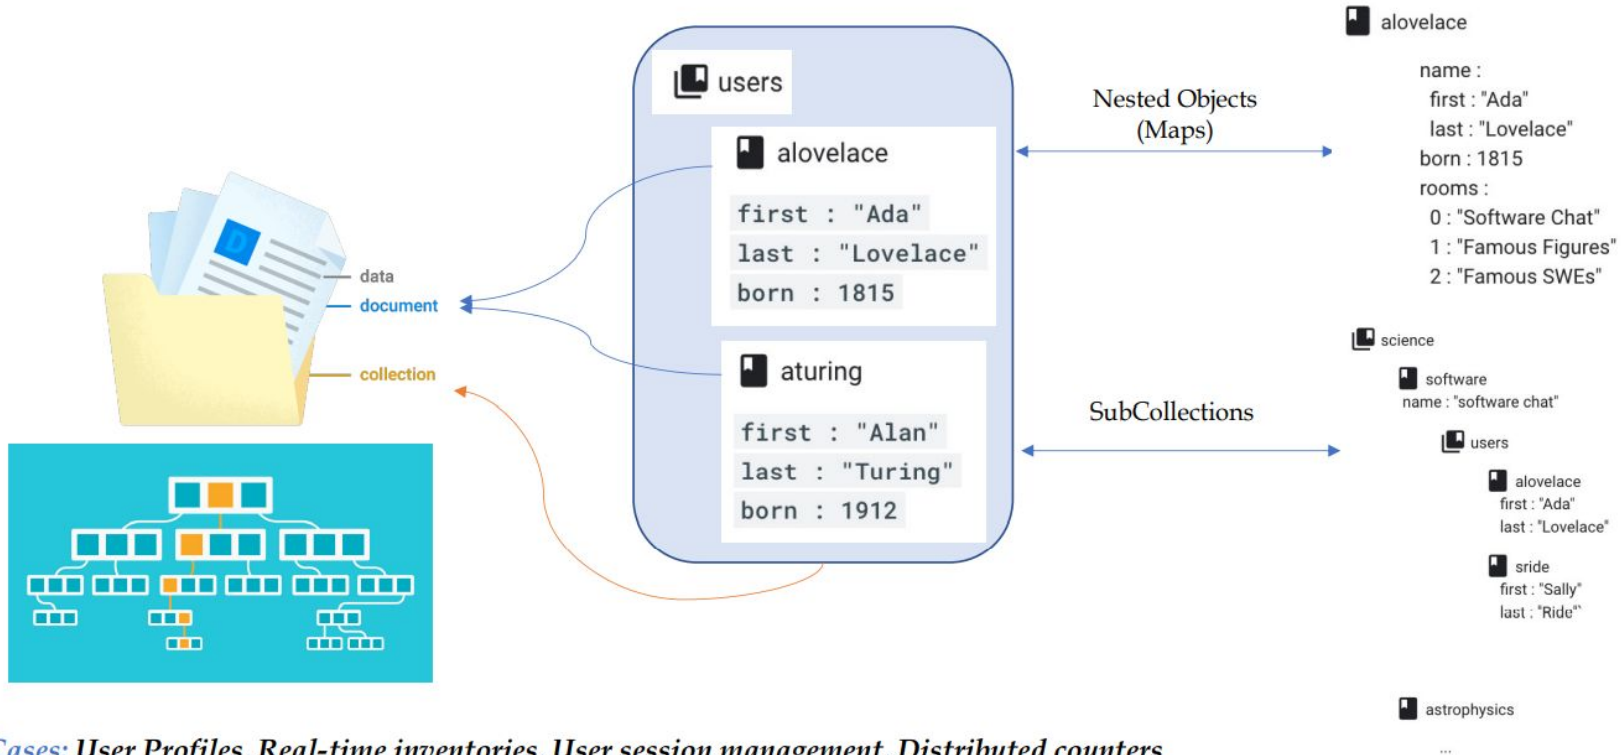 data
document
collection
D
users
alovelace
first : "Ada"
last : "Lovelace"
born : 1815
aturing
first : "Alan"
last : "Turing"
born : 1912
Nested Objects
(Maps)
SubCollections
alovelace
name :
first : "Ada"
last : "Lovelace"
born : 1815
rooms :
0 : "Software Chat"
1 : "Famous Figures"
2 : "Famous SWEs"
science
software
name : "software chat"
users
alovelace
first : "Ada"
last : "Lovelace"
sride
first : "Sally"
last : "Ride"`
astrophysics
...
Cases: User Profiles, Real-time inventories, User session management, Distributed counters